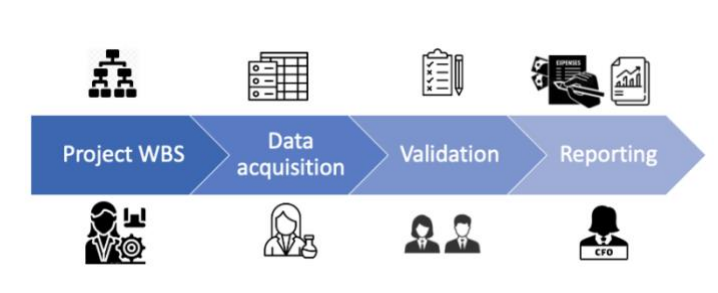 EXPENSES
Project WBS
Data
acquisition
Validation
Reporting
CFO